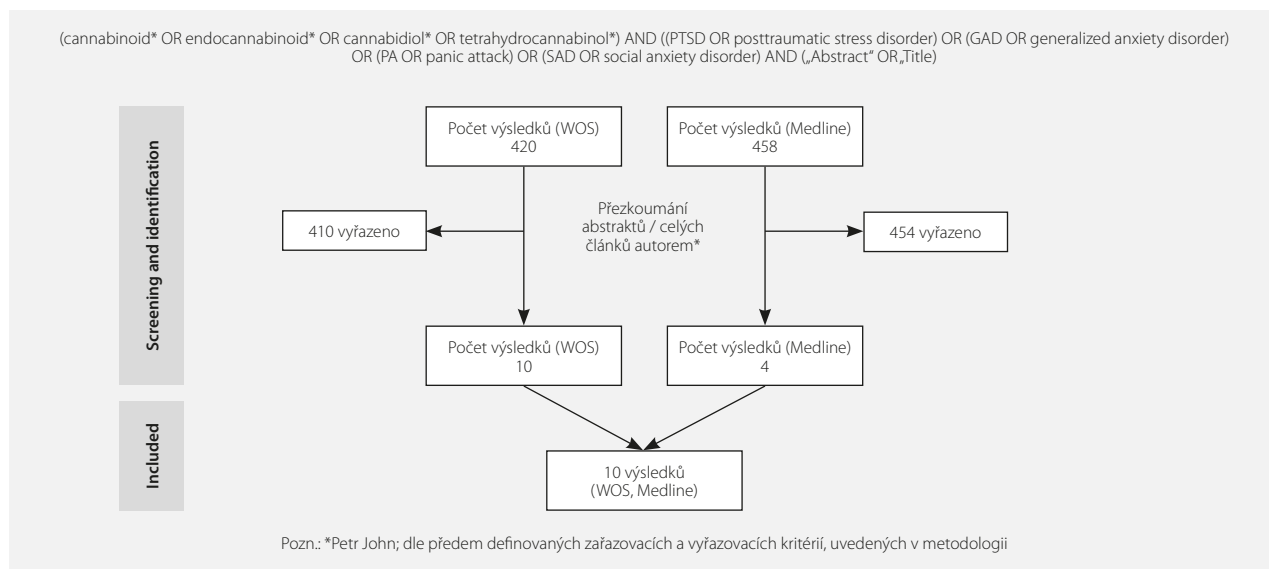 (cannabinoid* OR endocannabinoid* OR cannabidiol* OR tetrahydrocannabinol*) AND ((PTSD OR posttraumatic stress disorder) OR (GAD OR generalized anxiety disorder)
OR (PA OR panic attack) OR (SAD OR social anxiety disorder) AND („Abstract“ OR„Title)
Screening and identification
Počet výsledků (WOS)
420
Počet výsledků (Medline)
458
410 vyřazeno
Přezkoumání
abstraktů / celých
článků autorem*
454 vyřazeno
Počet výsledků (WOS)
10
Počet výsledků (Medline)
4
Included
10 výsledků
(WOS, Medline)
Pozn.: *Petr John; dle předem definovaných zařazovacích a vyřazovacích kritérií, uvedených v metodologii